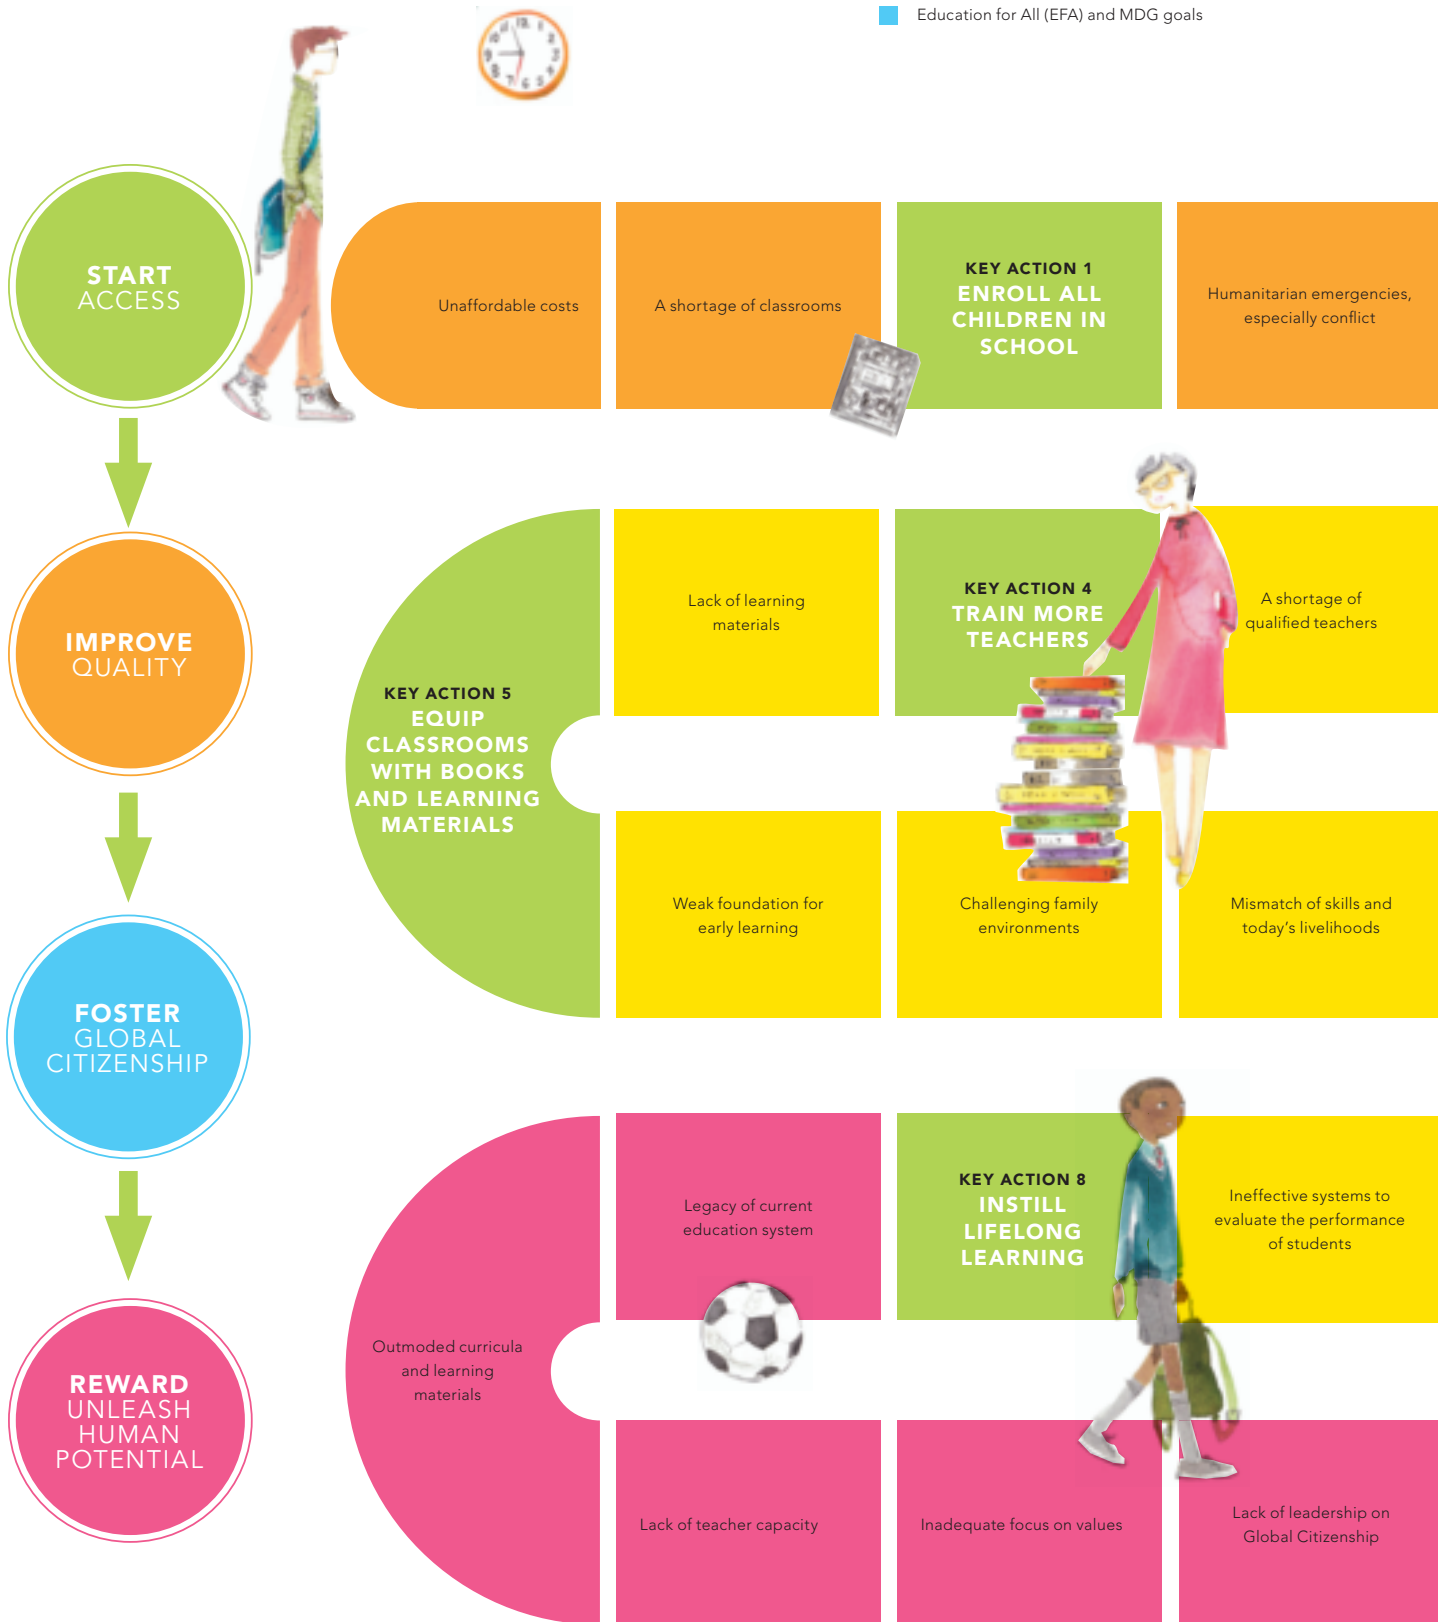 Education for All (EFA) and MDG goals
START
ACCESS
Unaffordable costs
A shortage of classrooms
KEY ACTION 1
ENROLL ALL
CHILDREN IN
SCHOOL
Humanitarian emergencies,
especially conflict
IMPROVE
QUALITY
KEY ACTION 5
EQUIP
CLASSROOMS
WITH BOOKS
AND LEARNING
MATERIALS
Lack of learning
materials
KEY ACTION 4
TRAIN MORE
TEACHERS
A shortage of
qualified teachers
Weak foundation for
early learning
Challenging family
environments
Mismatch of skills and
today's livelihoods
FOSTER
GLOBAL
CITIZENSHIP
Outmoded curricula
and learning
materials
Legacy of current
education system
KEY ACTION 8
INSTILL
LIFELONG
LEARNING
Ineffective systems to
evaluate the performance
of students
REWARD
UNLEASH
HUMAN
POTENTIAL
Lack of teacher capacity
Inadequate focus on values
Lack of leadership on
Global Citizenship